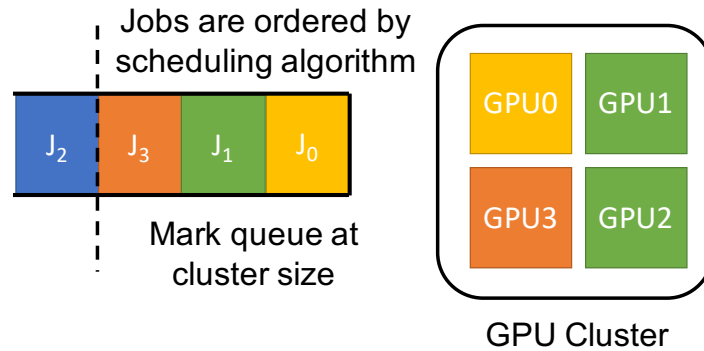 Jobs are ordered by
scheduling algorithm
J2 J3 J1 J0
Mark queue at
cluster size
GPU0 GPU1
GPU3 GPU2
GPU Cluster